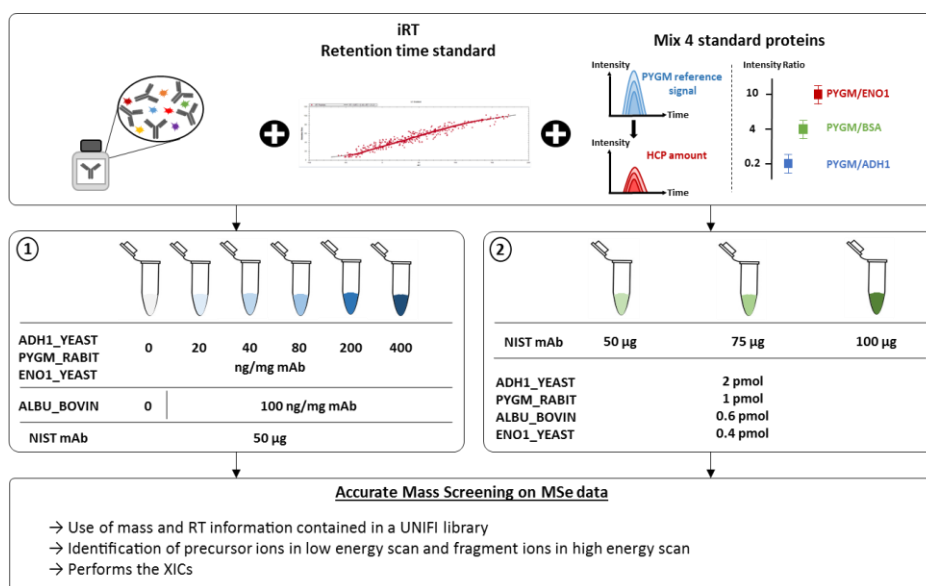 iRT
Retention time standard
Mix 4 standard proteins
Intensity
PYGM reference
signal
Time
Intensity
HCP amount
Time
Intensity Ratio
10
PYGM/ENO1
4
PYGM/BSA
0.2
PYGM/ADH1
1
ADH1_YEAST
PYGM_RABIT
ENO1_YEAST
0 20 40 80 200 400
ng/mg mAb
ALBU_BOVIN 0 100 ng/mg mAb
NIST mAb 50 µg
2
NIST mAb 50 µg 75 µg 100 µg
ADH1_YEAST 2 pmol
PYGM_RABIT 1 pmol
ALBU_BOVIN 0.6 pmol
ENO1_YEAST 0.4 pmol
Accurate Mass Screening on MSe data
→ Use of mass and RT information contained in a UNIFI library
→ Identification of precursor ions in low energy scan and fragment ions in high energy scan
→ Performs the XICs